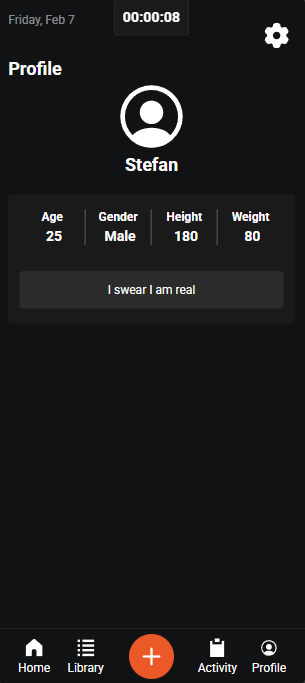 Friday, Feb 7
00:00:08
Profile
Stefan
Age Gender Height Weight
25 Male 180 80
I swear I am real
Home Library Activity Profile